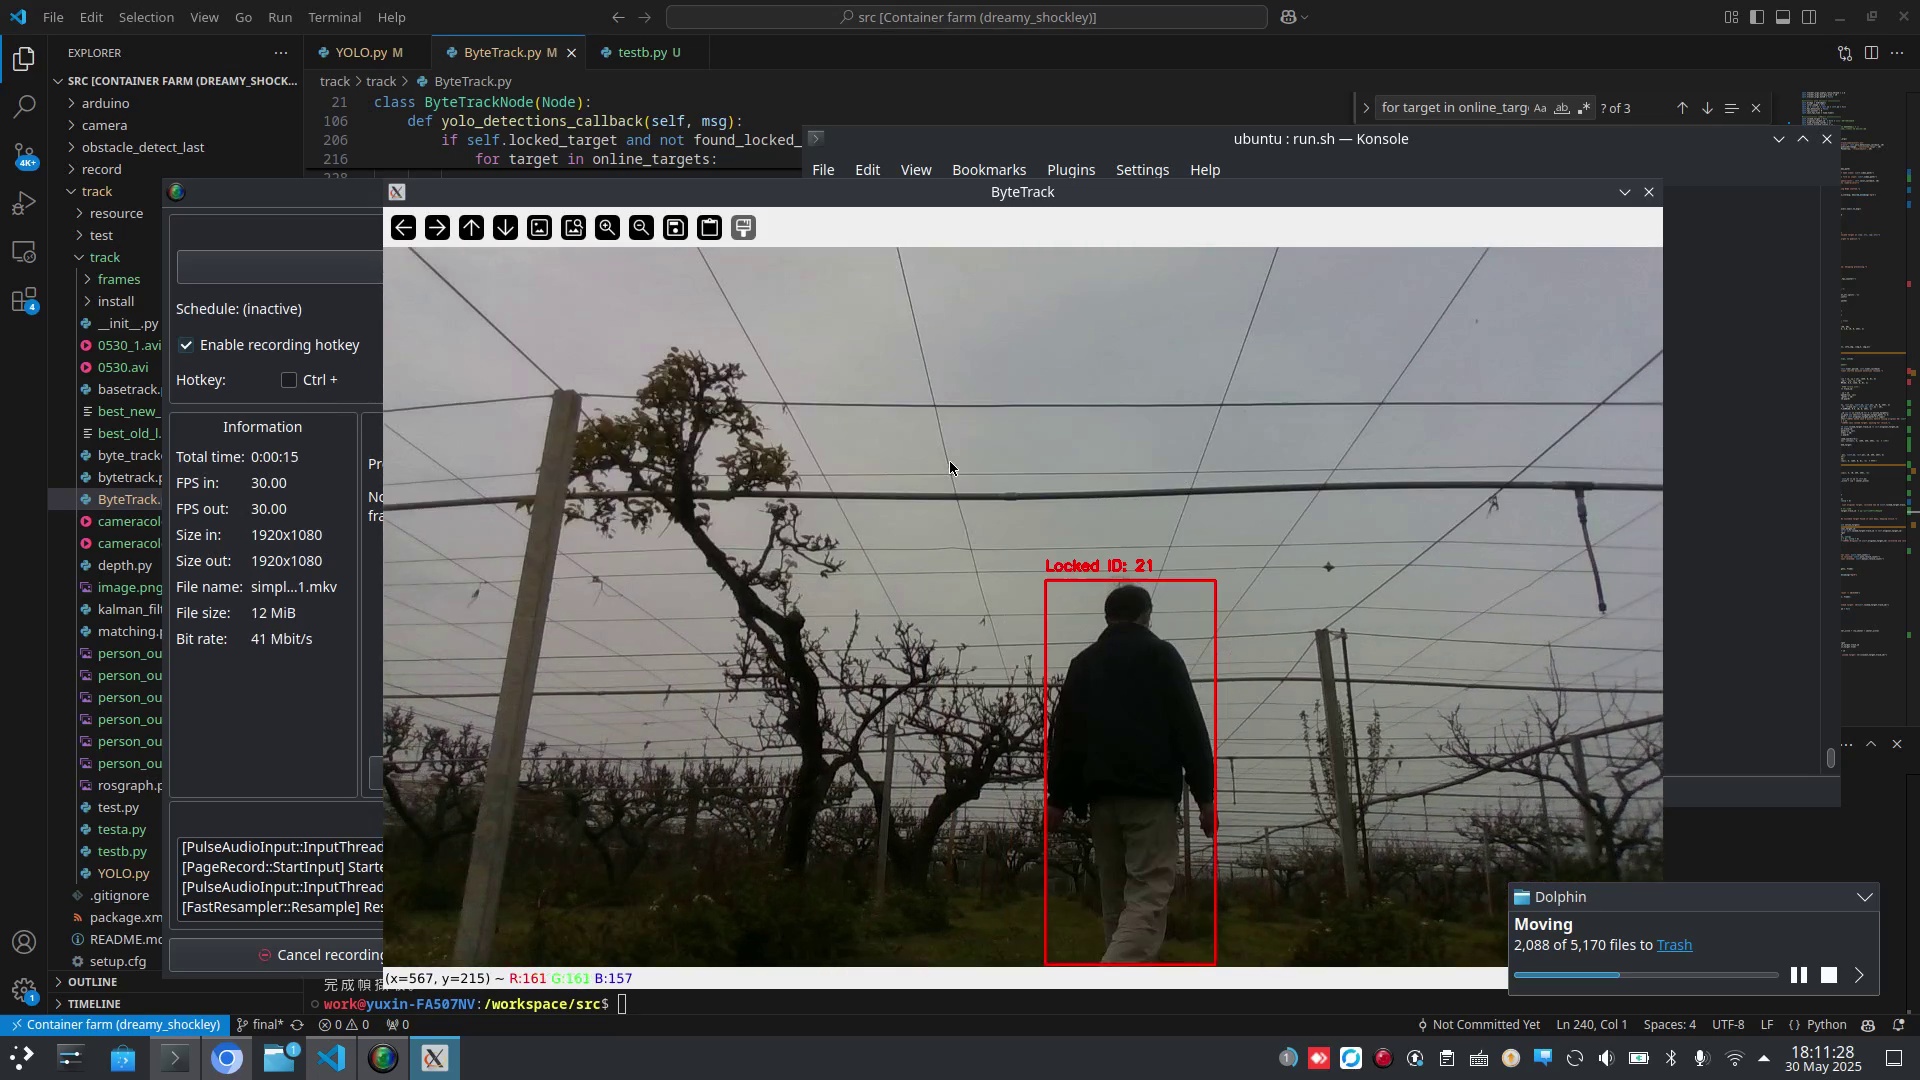 File Edit Selection View Go Run Terminal Help
src [Container farm (dreamy_shockley)]
EXPLORER
SRC [CONTAINER FARM (DREAMY_SHOCK...
arduino
camera
obstacle_detect_last
record
track
resource
test
track
frames
install
__init__.py
0530_1.avi
0530.avi
basetrack.
best_new_
best_old_l.
byte_track
bytetrack.p
ByteTrack.
cameracol
cameracol
depth.py
image.png
kalman_filt
matching.p
person_ou
person_ou
person_ou
person_ou
person_ou
person_ou
rosgraph.p
test.py
testa.py
testb.py
YOLO.py
.gitignore
package.xm
README.md
setup.cfg
OUTLINE
TIMELINE
4K+
4
1
YOLO.py M
ByteTrack.py M
testb.py U
track > track > ByteTrack.py
21 class ByteTrackNode(Node):
106 def yolo_detections_callback(self, msg):
206 if self.locked_target and not found_locked_
216 for target in online_targets:
for target in online_targ
Aa ab .*
? of 3
ubuntu : run.sh — Konsole
File Edit View Bookmarks Plugins Settings Help
ByteTrack
Schedule: (inactive)
Enable recording hotkey
Hotkey: Ctrl +
Information
Total time: 0:00:15
FPS in: 30.00
FPS out: 30.00
Size in: 1920x1080
Size out: 1920x1080
File name: simpl...1.mkv
File size: 12 MiB
Bit rate: 41 Mbit/s
Pr
No
fra
[PulseAudioInput::InputThread
[PageRecord::StartInput] Starte
[PulseAudioInput::InputThread
[FastResampler::Resample] Res
Cancel recording
Locked ID: 21
(x=567, y=215) ~ R:161 G:161 B:157
work@yuxin-FA507NV:/workspace/src$
Dolphin
Moving
2,088 of 5,170 files to Trash
Container farm (dreamy_shockley) final* 0 0 0
Not Committed Yet Ln 240, Col 1 Spaces: 4 UTF-8 LF {} Python
1
1
18:11:28
30 May 2025